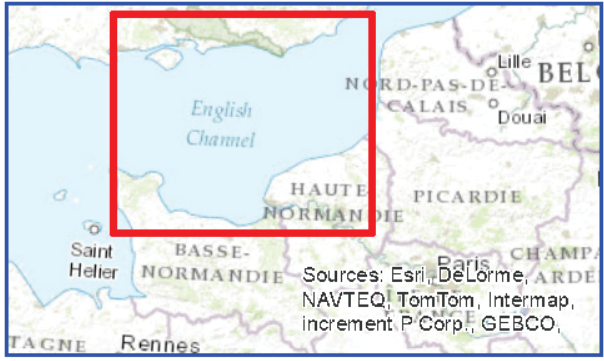 Lille
BEL
NORD-PAS-DE-
CALAIS
Douai
English
Channel
HAUTE
NORMANDIE
PICARDIE
Saint
Helier
BASSE-
NORMANDIE
Paris
CHAMPA
ARDE
Sources: Esri, DeLorme,
NAVTEQ, TomTom, Intermap,
increment P Corp., GEBCO,
TAGNE
Rennes